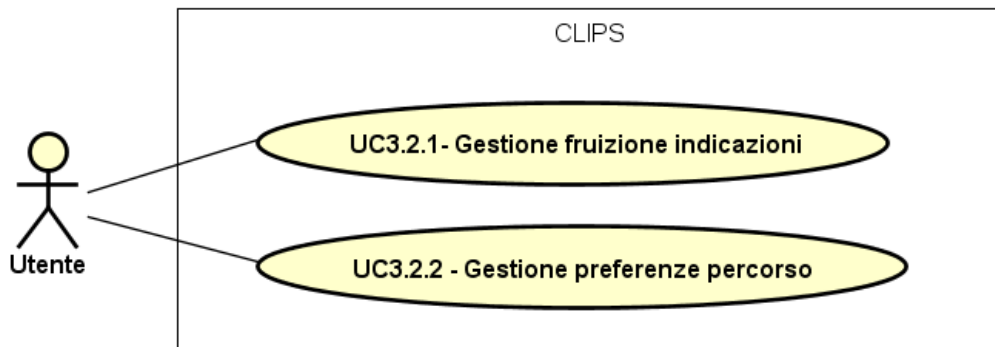 CLIPS
UC3.2.1- Gestione fruizione indicazioni
Utente
UC3.2.2 - Gestione preferenze percorso